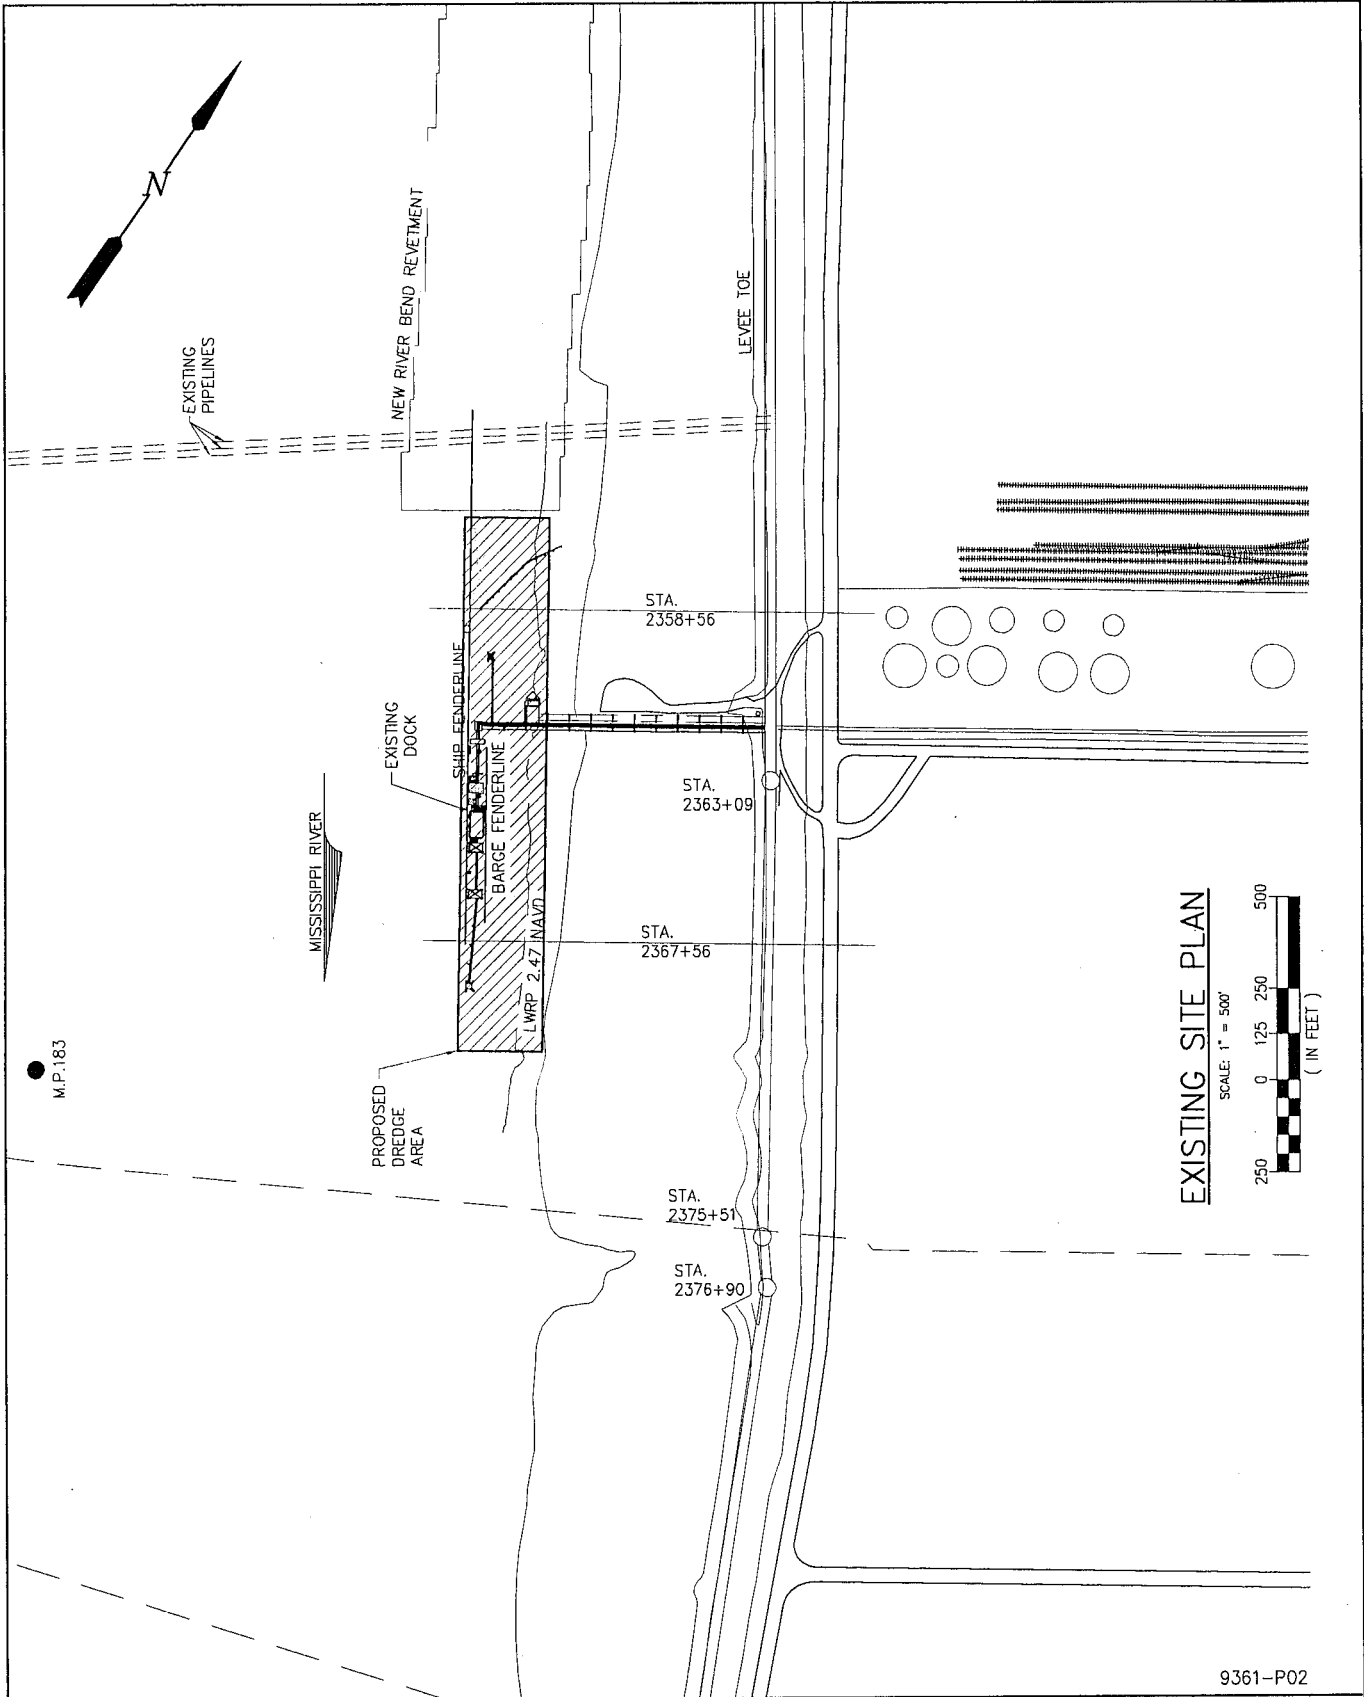 N
EXISTING
PIPELINES
NEW RIVER BEND REVETMENT
LEVEE TOE
STA.
2358+56
SHIP FENDERLINE
EXISTING
DOCK
BARGE FENDERLINE
STA.
2363+09
MISSISSIPPI RIVER
STA.
2367+56
LWRP 2.47 NAVD
M.P.183
PROPOSED
DREDGE
AREA
STA.
2375+51
STA.
2376+90
EXISTING SITE PLAN
SCALE: 1" = 500'
250 0 125 250 500
( IN FEET )
9361-P02